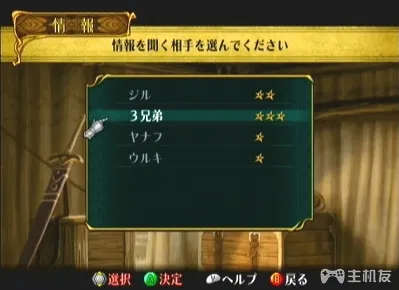 情報
情報を聞く相手を選んでください
ジル ☆☆
3兄弟 ☆☆☆
ヤナフ ☆
ウルキ ☆
選択 A 決定 Y ヘルプ B 戻る
主机友